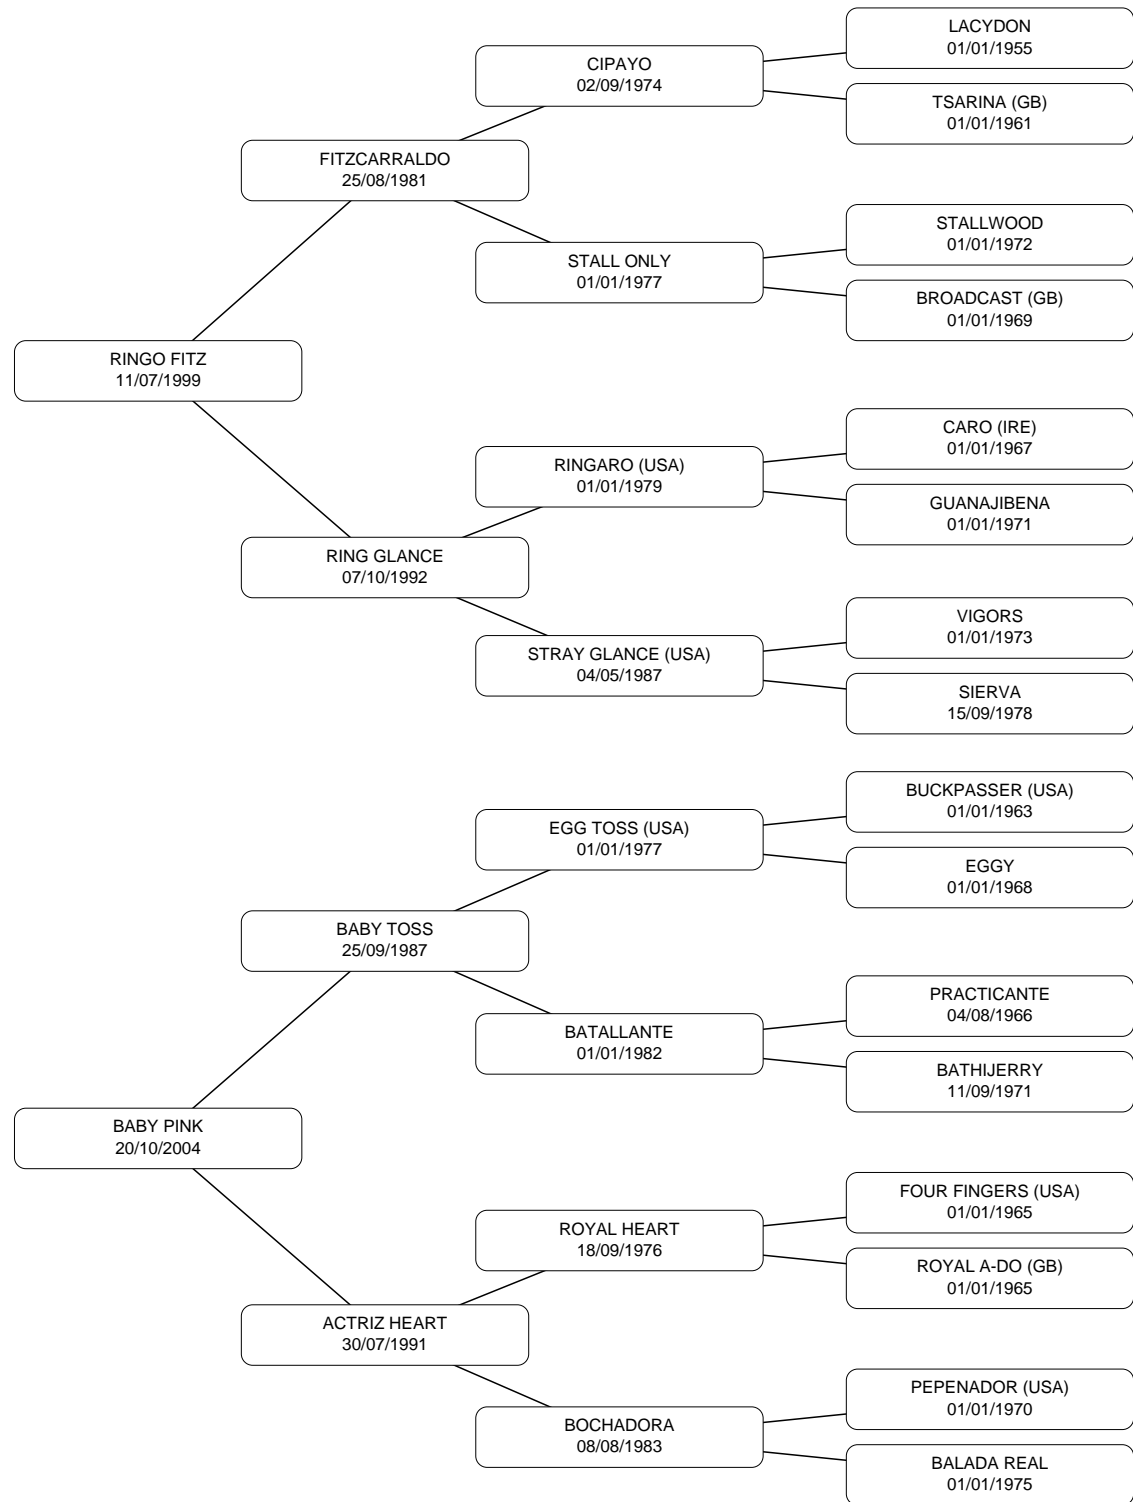 LACYDON
01/01/1955
CIPAYO
02/09/1974
TSARINA (GB)
01/01/1961
FITZCARRALDO
25/08/1981
STALLWOOD
01/01/1972
STALL ONLY
01/01/1977
BROADCAST (GB)
01/01/1969
RINGO FITZ
11/07/1999
CARO (IRE)
01/01/1967
RINGARO (USA)
01/01/1979
GUANAJIBENA
01/01/1971
RING GLANCE
07/10/1992
VIGORS
01/01/1973
STRAY GLANCE (USA)
04/05/1987
SIERVA
15/09/1978
BUCKPASSER (USA)
01/01/1963
EGG TOSS (USA)
01/01/1977
EGGY
01/01/1968
BABY TOSS
25/09/1987
PRACTICANTE
04/08/1966
BATALLANTE
01/01/1982
BATHIJERRY
11/09/1971
BABY PINK
20/10/2004
FOUR FINGERS (USA)
01/01/1965
ROYAL HEART
18/09/1976
ROYAL A-DO (GB)
01/01/1965
ACTRIZ HEART
30/07/1991
PEPENADOR (USA)
01/01/1970
BOCHADORA
08/08/1983
BALADA REAL
01/01/1975